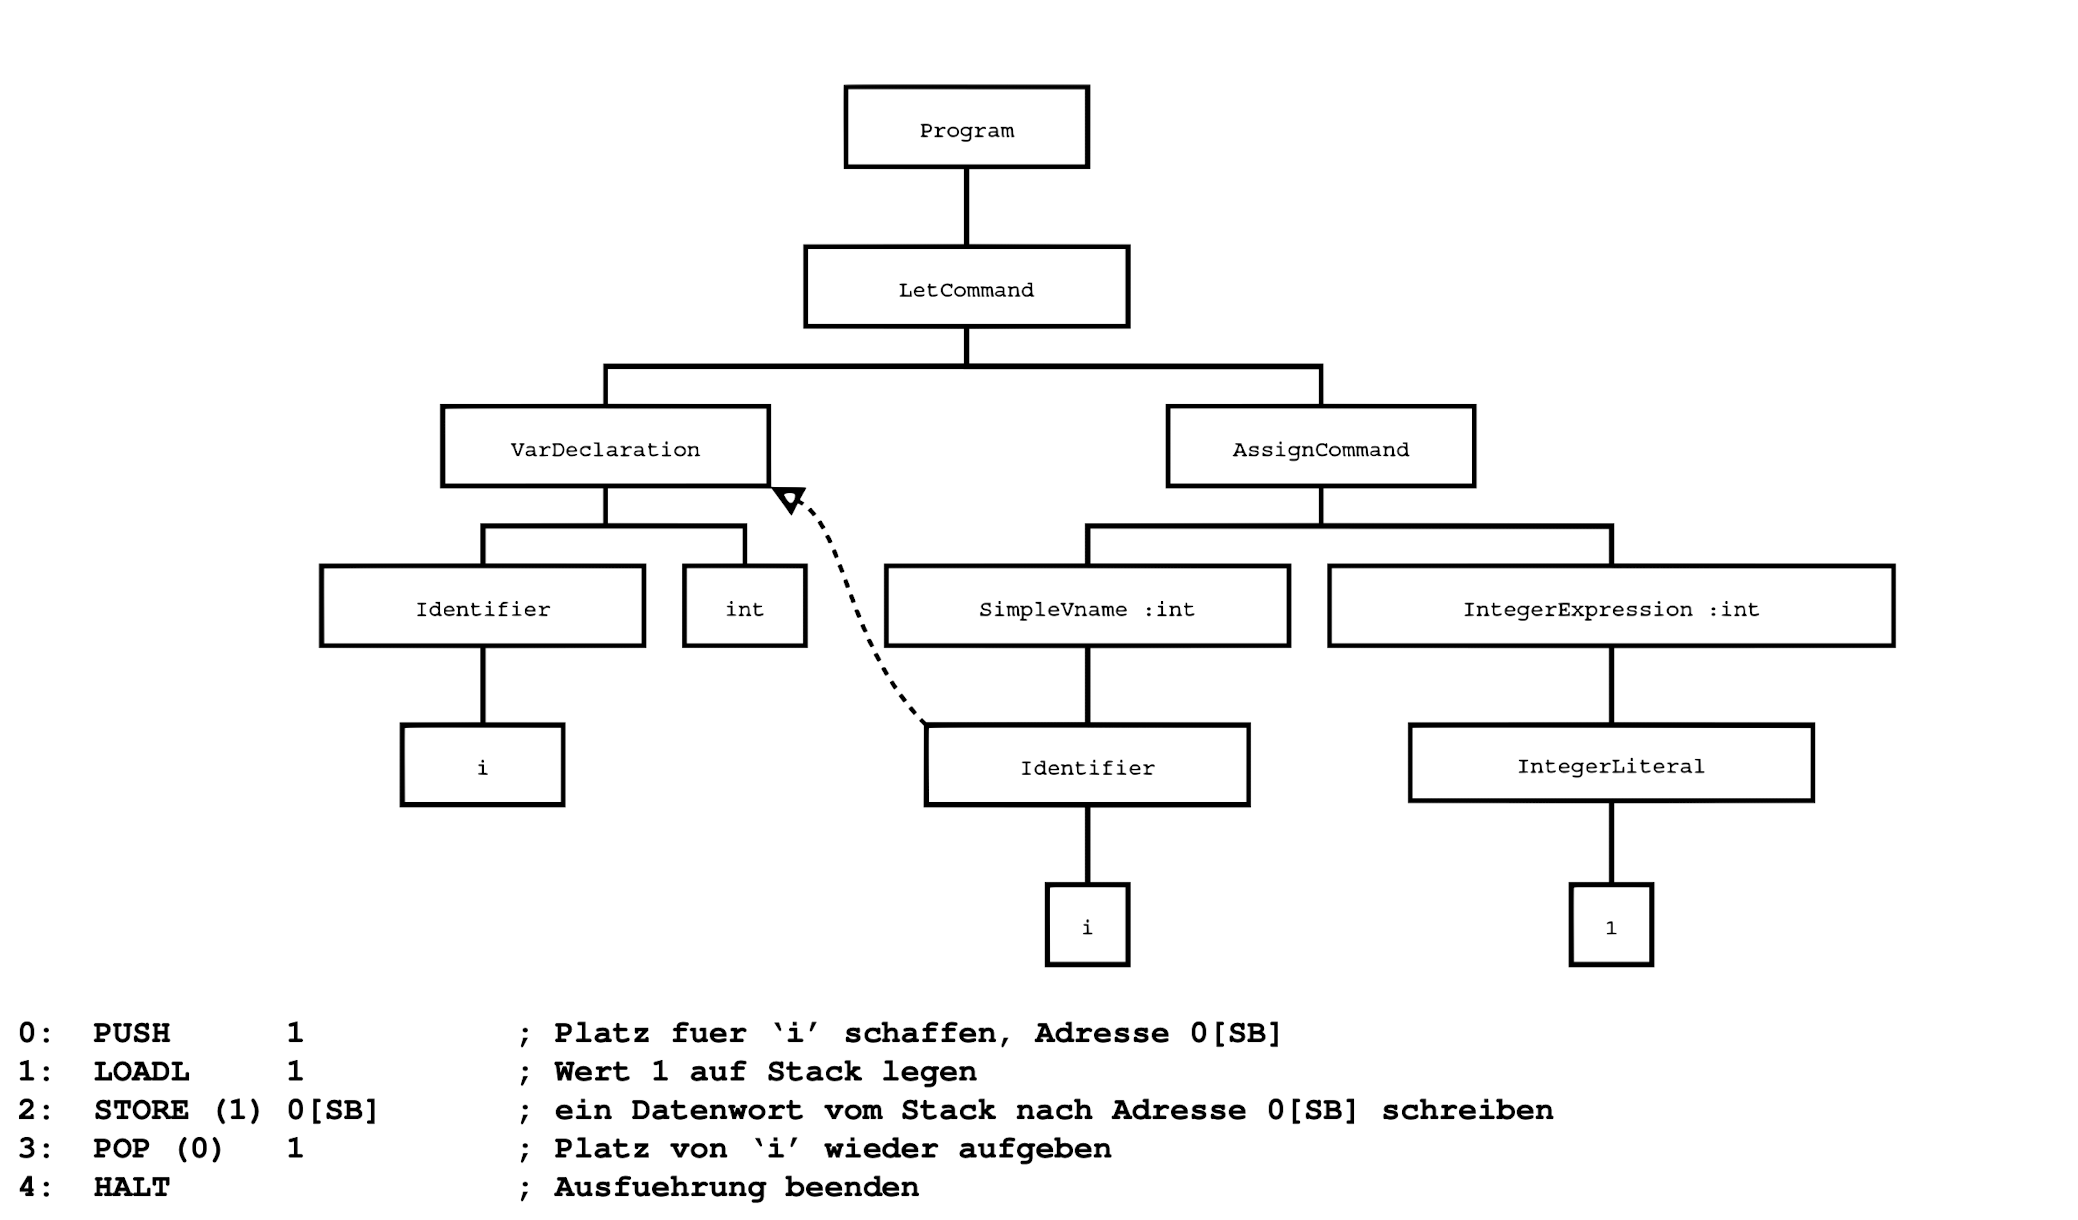 Program
LetCommand
VarDeclaration
AssignCommand
Identifier
int
SimpleVname :int
IntegerExpression :int
i
Identifier
IntegerLiteral
i
1
0: PUSH 1 ; Platz fuer ‘i’ schaffen, Adresse 0[SB]
1: LOADL 1 ; Wert 1 auf Stack legen
2: STORE (1) 0[SB] ; ein Datenwort vom Stack nach Adresse 0[SB] schreiben
3: POP (0) 1 ; Platz von ‘i’ wieder aufgeben
4: HALT ; Ausfuehrung beenden